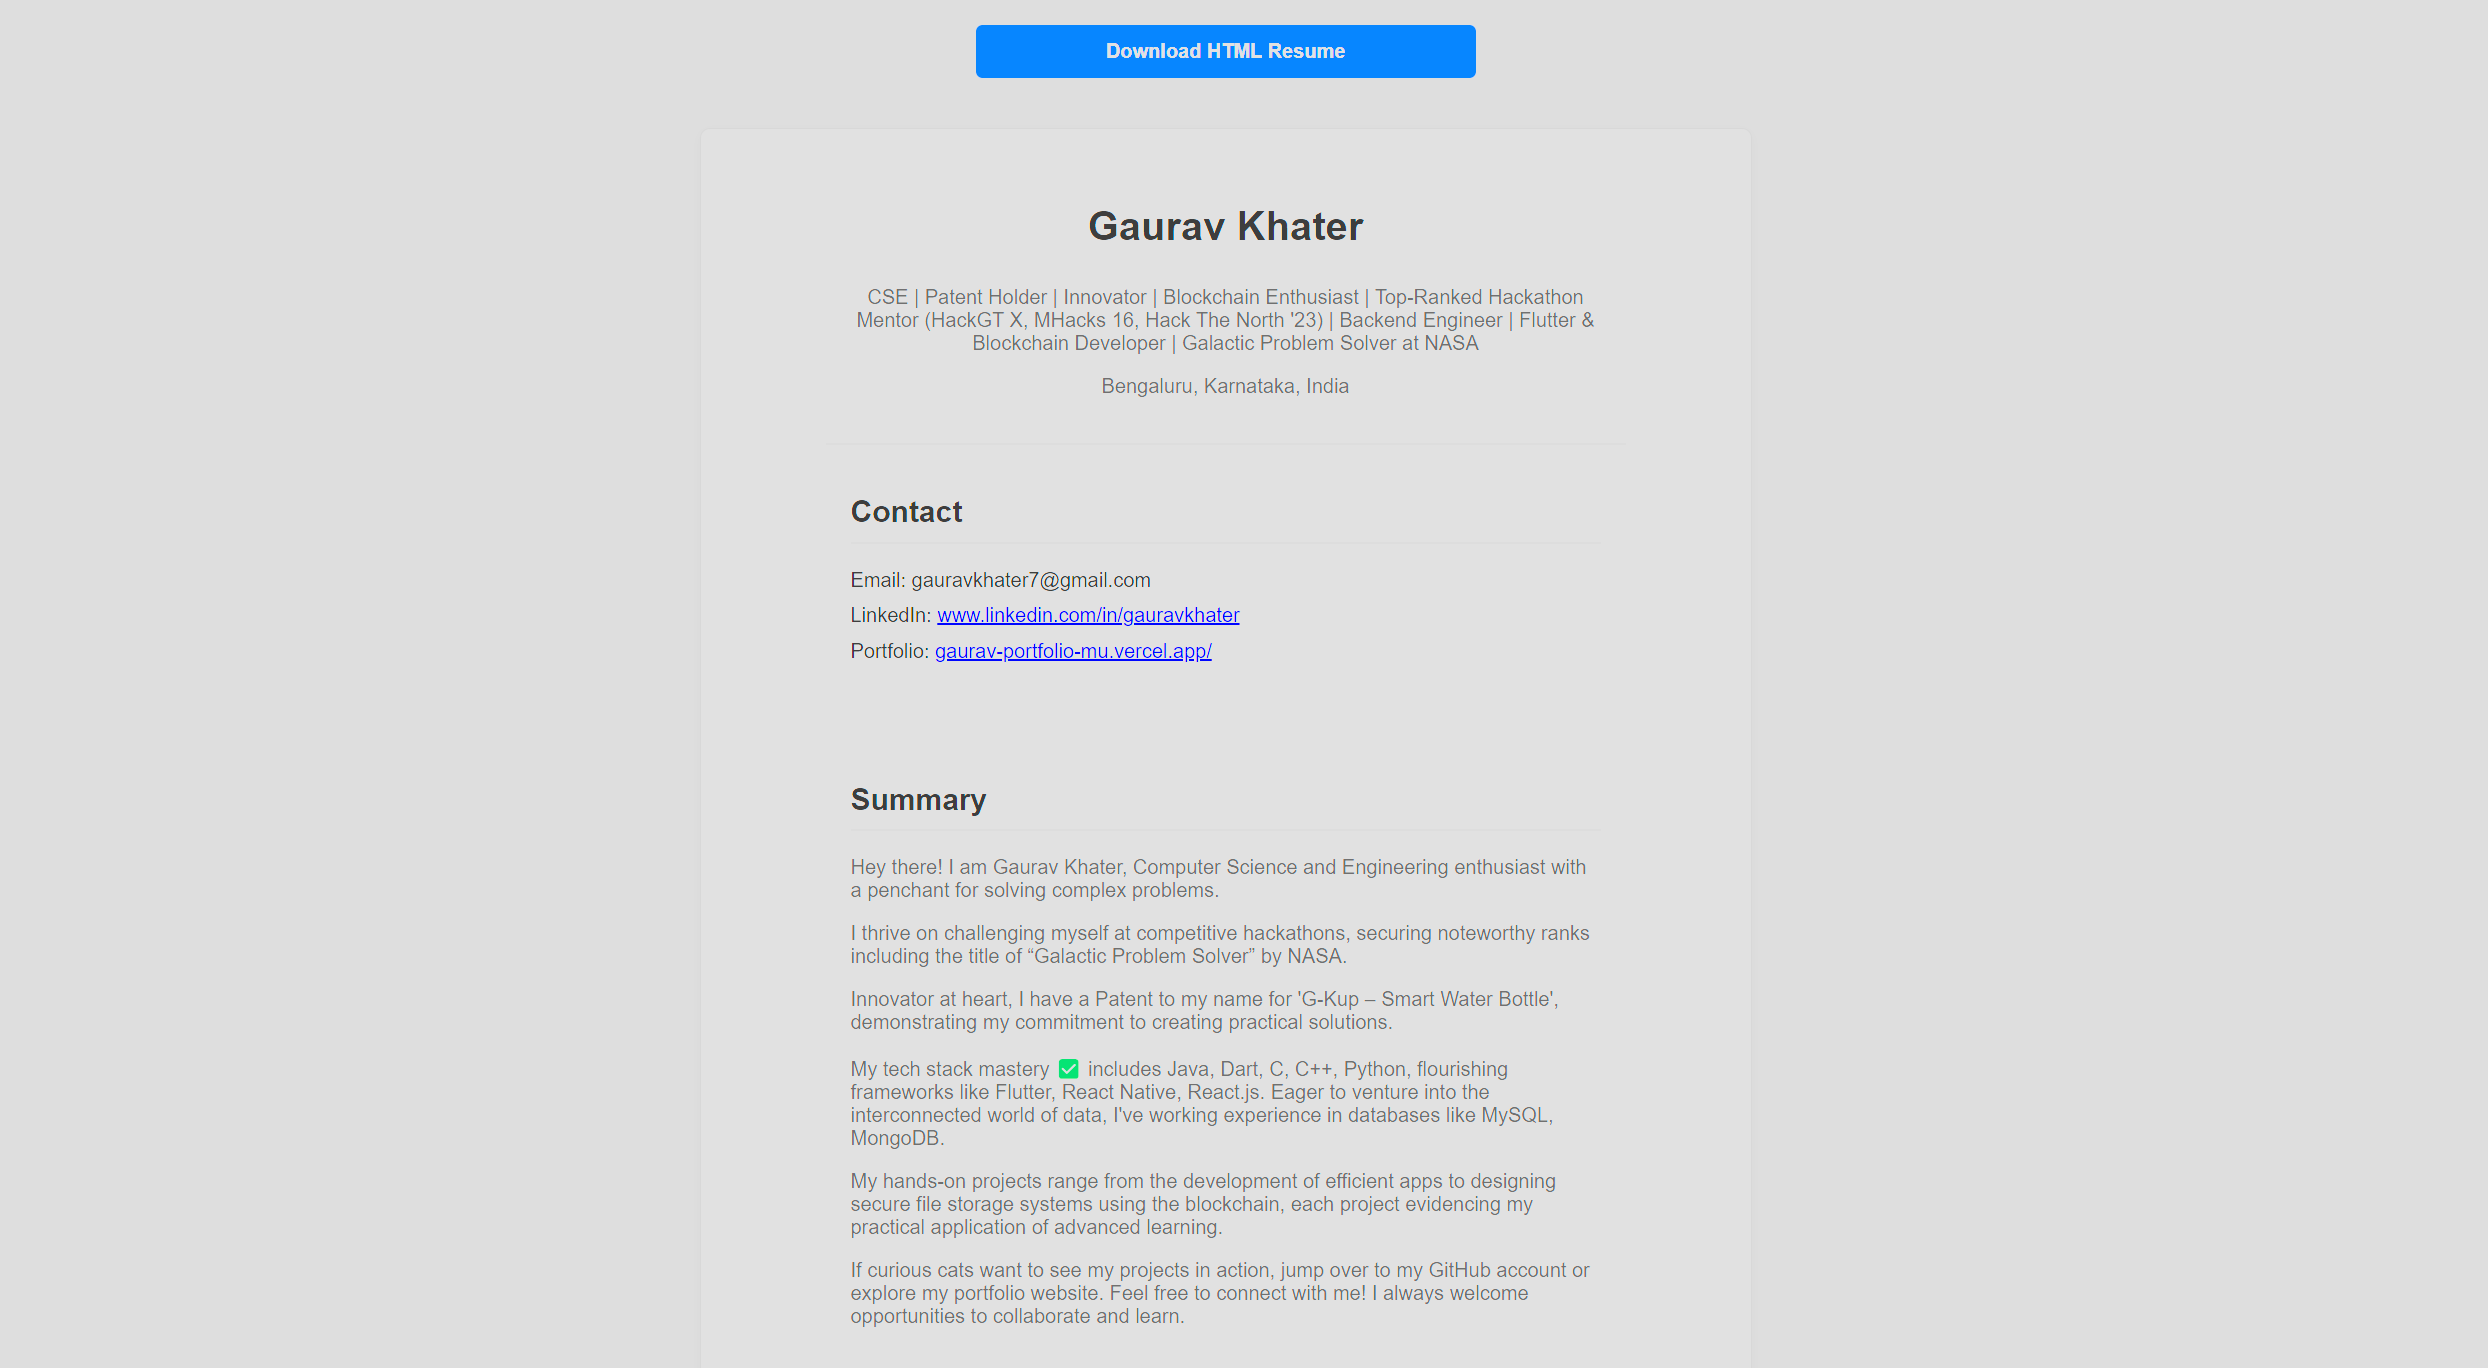 Download HTML Resume
Gaurav Khater
CSE | Patent Holder | Innovator | Blockchain Enthusiast | Top-Ranked Hackathon
Mentor (HackGT X, MHacks 16, Hack The North '23) | Backend Engineer | Flutter &
Blockchain Developer | Galactic Problem Solver at NASA
Bengaluru, Karnataka, India
Contact
Email: gauravkhater7@gmail.com
LinkedIn: www.linkedin.com/in/gauravkhater
Portfolio: gaurav-portfolio-mu.vercel.app/
Summary
Hey there! I am Gaurav Khater, Computer Science and Engineering enthusiast with
a penchant for solving complex problems.
I thrive on challenging myself at competitive hackathons, securing noteworthy ranks
including the title of “Galactic Problem Solver” by NASA.
Innovator at heart, I have a Patent to my name for 'G-Kup – Smart Water Bottle',
demonstrating my commitment to creating practical solutions.
My tech stack mastery ✅ includes Java, Dart, C, C++, Python, flourishing
frameworks like Flutter, React Native, React.js. Eager to venture into the
interconnected world of data, I've working experience in databases like MySQL,
MongoDB.
My hands-on projects range from the development of efficient apps to designing
secure file storage systems using the blockchain, each project evidencing my
practical application of advanced learning.
If curious cats want to see my projects in action, jump over to my GitHub account or
explore my portfolio website. Feel free to connect with me! I always welcome
opportunities to collaborate and learn.